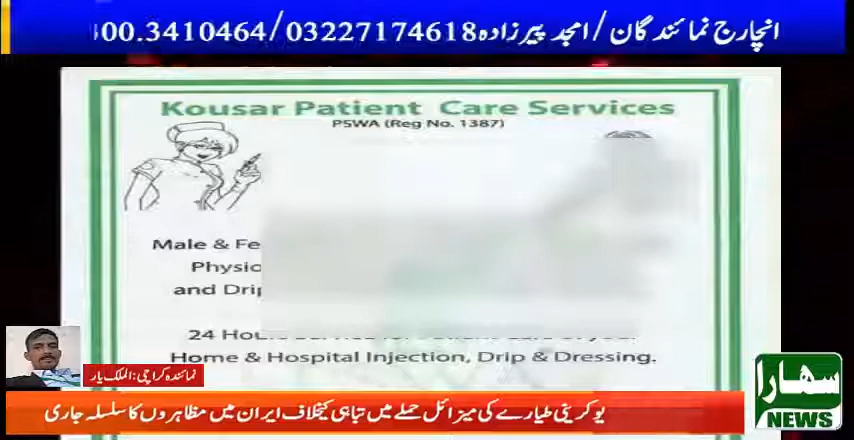 انچارج نمائندگان/امجد پیرزادہ03227174618/00.3410464
Kousar Patient Care Services
PSWA (Reg No. 1387)
Male & Fe
Physic
and Drip
24 Hou
Home & Hospital Injection, Drip & Dressing.
نمائندہ کراچی: الملک یار
یوکرینی طیارے کی میزائل حملے میں تباہی کیخلاف ایران میں مظاہروں کا سلسلہ جاری
سہارا
NEWS